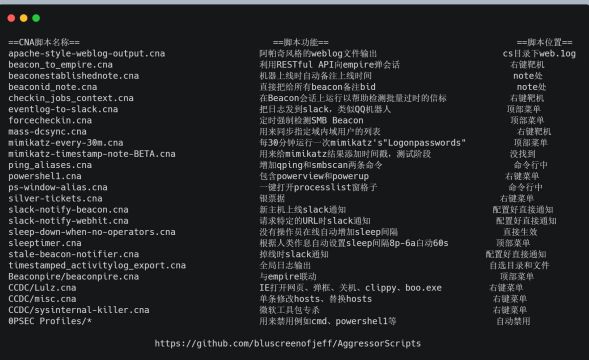 ==CNA脚本名称== ==脚本功能== ==脚本位置==
apache-style-weblog-output.cna 阿帕奇风格的weblog文件输出 cs目录下web.log
beacon_to_empire.cna 利用RESTful API向empire弹会话 右键靶机
beaconestablishednote.cna 机器上线时自动备注上线时间 note处
beaconid_note.cna 直接把给所有beacon备注bid note处
checkin_jobs_context.cna 在Beacon会话上运行以帮助检测批量过时的信标 右键菜单
eventlog-to-slack.cna 把日志发到slack，类似QQ机器人 顶部菜单
forcecheckin.cna 定时强制检测SMB Beacon 顶部菜单
mass-dcsync.cna 用来同步指定域内域用户的列表 右键靶机
mimikatz-every-30m.cna 每30分钟运行一次mimikatz's"Logonpasswords" 顶部菜单
mimikatz-timestamp-note-BETA.cna 用来给mimikatz结果添加时间戳，测试阶段 没找到
ping_aliases.cna 增加qping和smbscan两条命令 命令行中
powershell.cna 包含powerview和powerup 右键菜单
ps-window-alias.cna 一键打开processlist窗格子 命令行中
silver-tickets.cna 银票据 右键菜单
slack-notify-beacon.cna 新主机上线slack通知 配置好直接通知
slack-notify-webhit.cna 请求特定的URL时slack通知 配置好直接通知
sleep-down-when-no-operators.cna 没有操作员在线自动增加sleep间隔 直接生效
sleeptimer.cna 根据人类作息自动设置sleep间隔8p-6a自动60s 顶部菜单
stale-beacon-notifier.cna 掉线时slack通知 配置好直接通知
timestamped_activitylog_export.cna 全局日志输出 自选目录和文件
Beaconpire/beaconpire.cna 与empire联动 顶部菜单
CCDC/Lulz.cna IE打开网页、弹框、关机、clippy、boo.exe 右键菜单
CCDC/misc.cna 单条修改hosts、替换hosts 右键菜单
CCDC/sysinternal-killer.cna 微软工具包专杀 右键菜单
OPSEC Profiles/* 用来禁用例如cmd、powershell等 自动禁用
https://github.com/bluscreenofjeff/AggressorScripts